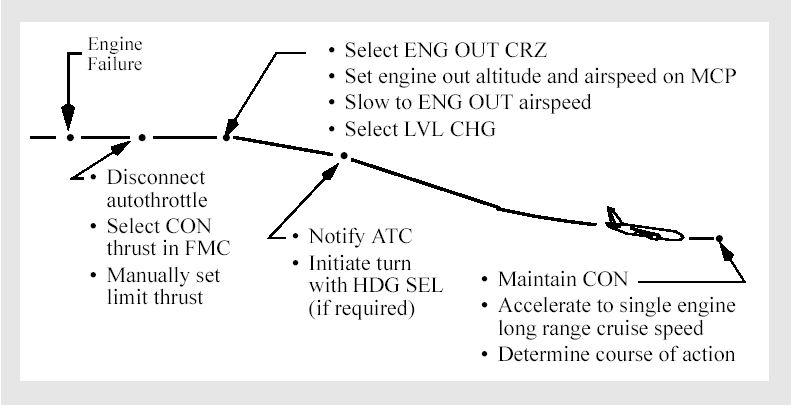 Engine
Failure
• Disconnect
autothrottle
• Select CON
thrust in FMC
• Manually set
limit thrust
• Select ENG OUT CRZ
• Set engine out altitude and airspeed on MCP
• Slow to ENG OUT airspeed
• Select LVL CHG
• Notify ATC
• Initiate turn
with HDG SEL
(if required)
• Maintain CON
• Accelerate to single engine
long range cruise speed
• Determine course of action